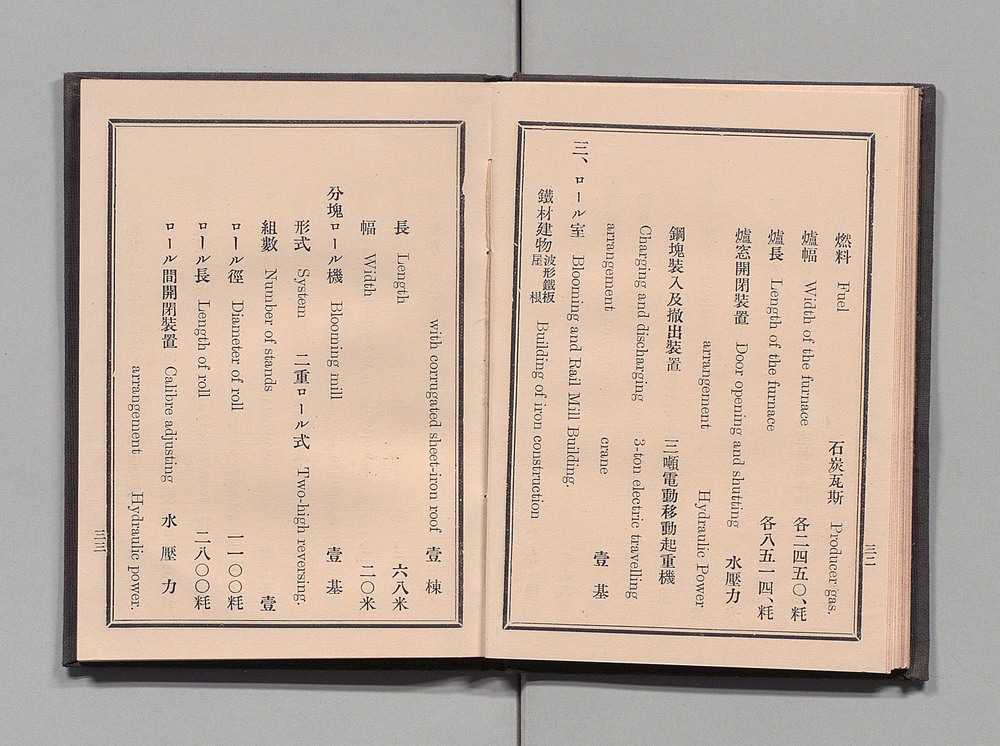 燃料 Fuel 石炭瓦斯 Producer gas.
爐幅 Width of the furnace 各二四五〇、粍
爐長 Length of the furnace 各八五一四、粍
爐窓開閉裝置 Door opening and shutting
arrangement 水壓力 Hydraulic Power
鋼塊裝入及撤出裝置 三噸電動移動起重機
Charging and discharging 3-ton electric travelling
arrangement crane 壹基
三、ロール室 Blooming and Rail Mill Building.
鐵材建物 波形鐵板屋根 Building of iron construction
三二
with corrugated sheet-iron roof 壹棟
長 Length 六八米
幅 Width 二〇米
分塊ロール機 Blooming mill 壹基
形式 System 二重ロール式 Two-high reversing.
組數 Number of stands 壹
ロール徑 Diameter of roll 一一〇〇粍
ロール長 Length of roll 二八〇〇粍
ロール間開閉裝置 Calibre adjusting 水壓力
arrangement Hydraulic power.
三三